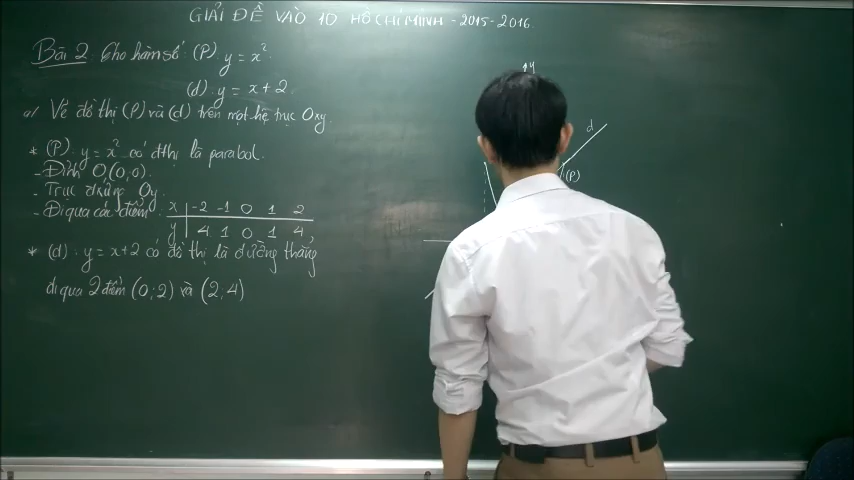 GIẢI ĐỀ VÀO 10 HỒ CHÍ MINH - 2015-2016.
Bài 2 Cho hàm số (P) y = x².
(d): y = x + 2
a/ Vẽ đồ thị (P) và (d) trên một hệ trục Oxy.
* (P): y = x² có đthị là parabol.
- Đỉnh O(0;0).
- Trục đxứng Oy.
- Đi qua các điểm: x | -2 -1 0 1 2
y | 4 1 0 1 4
* (d): y = x+2 có đồ thị là đường thẳng
đi qua 2 điểm (0;2) và (2;4)
y
d
(P)